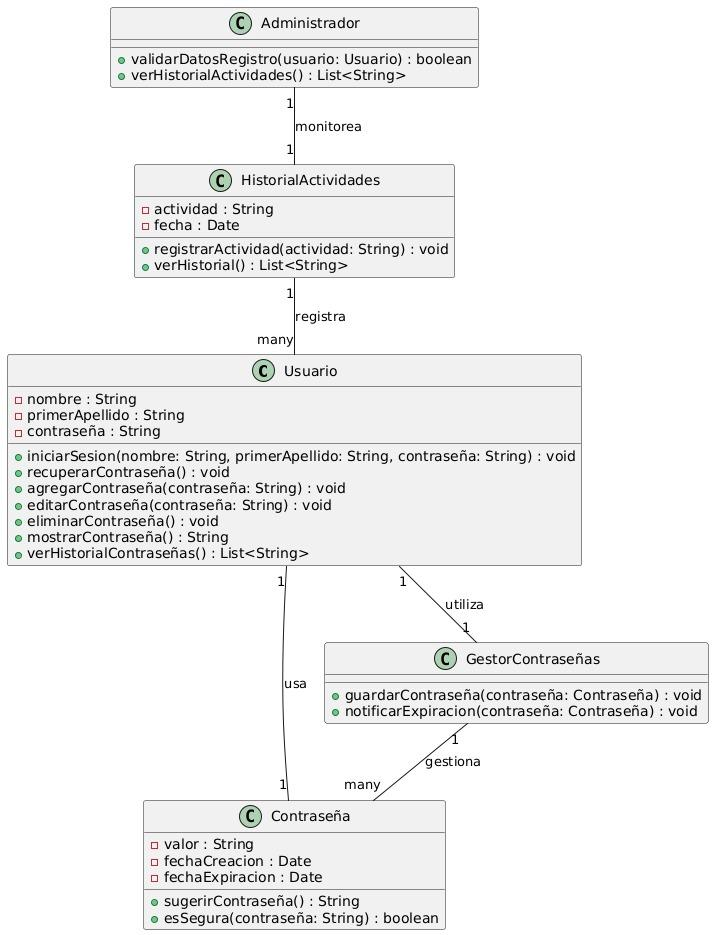 C Administrador
validarDatosRegistro(usuario: Usuario) : boolean
verHistorialActividades() : List<String>
1
monitorea
1
C HistorialActividades
actividad : String
fecha : Date
registrarActividad(actividad: String) : void
verHistorial() : List<String>
1
registra
many
C Usuario
nombre : String
primerApellido : String
contraseña : String
iniciarSesion(nombre: String, primerApellido: String, contraseña: String) : void
recuperarContraseña() : void
agregarContraseña(contraseña: String) : void
editarContraseña(contraseña: String) : void
eliminarContraseña() : void
mostrarContraseña() : String
verHistorialContraseñas() : List<String>
1
1
utiliza
1
C GestorContraseñas
guardarContraseña(contraseña: Contraseña) : void
notificarExpiracion(contraseña: Contraseña) : void
usa
1
gestiona
1
many
C Contraseña
valor : String
fechaCreacion : Date
fechaExpiracion : Date
sugerirContraseña() : String
esSegura(contraseña: String) : boolean